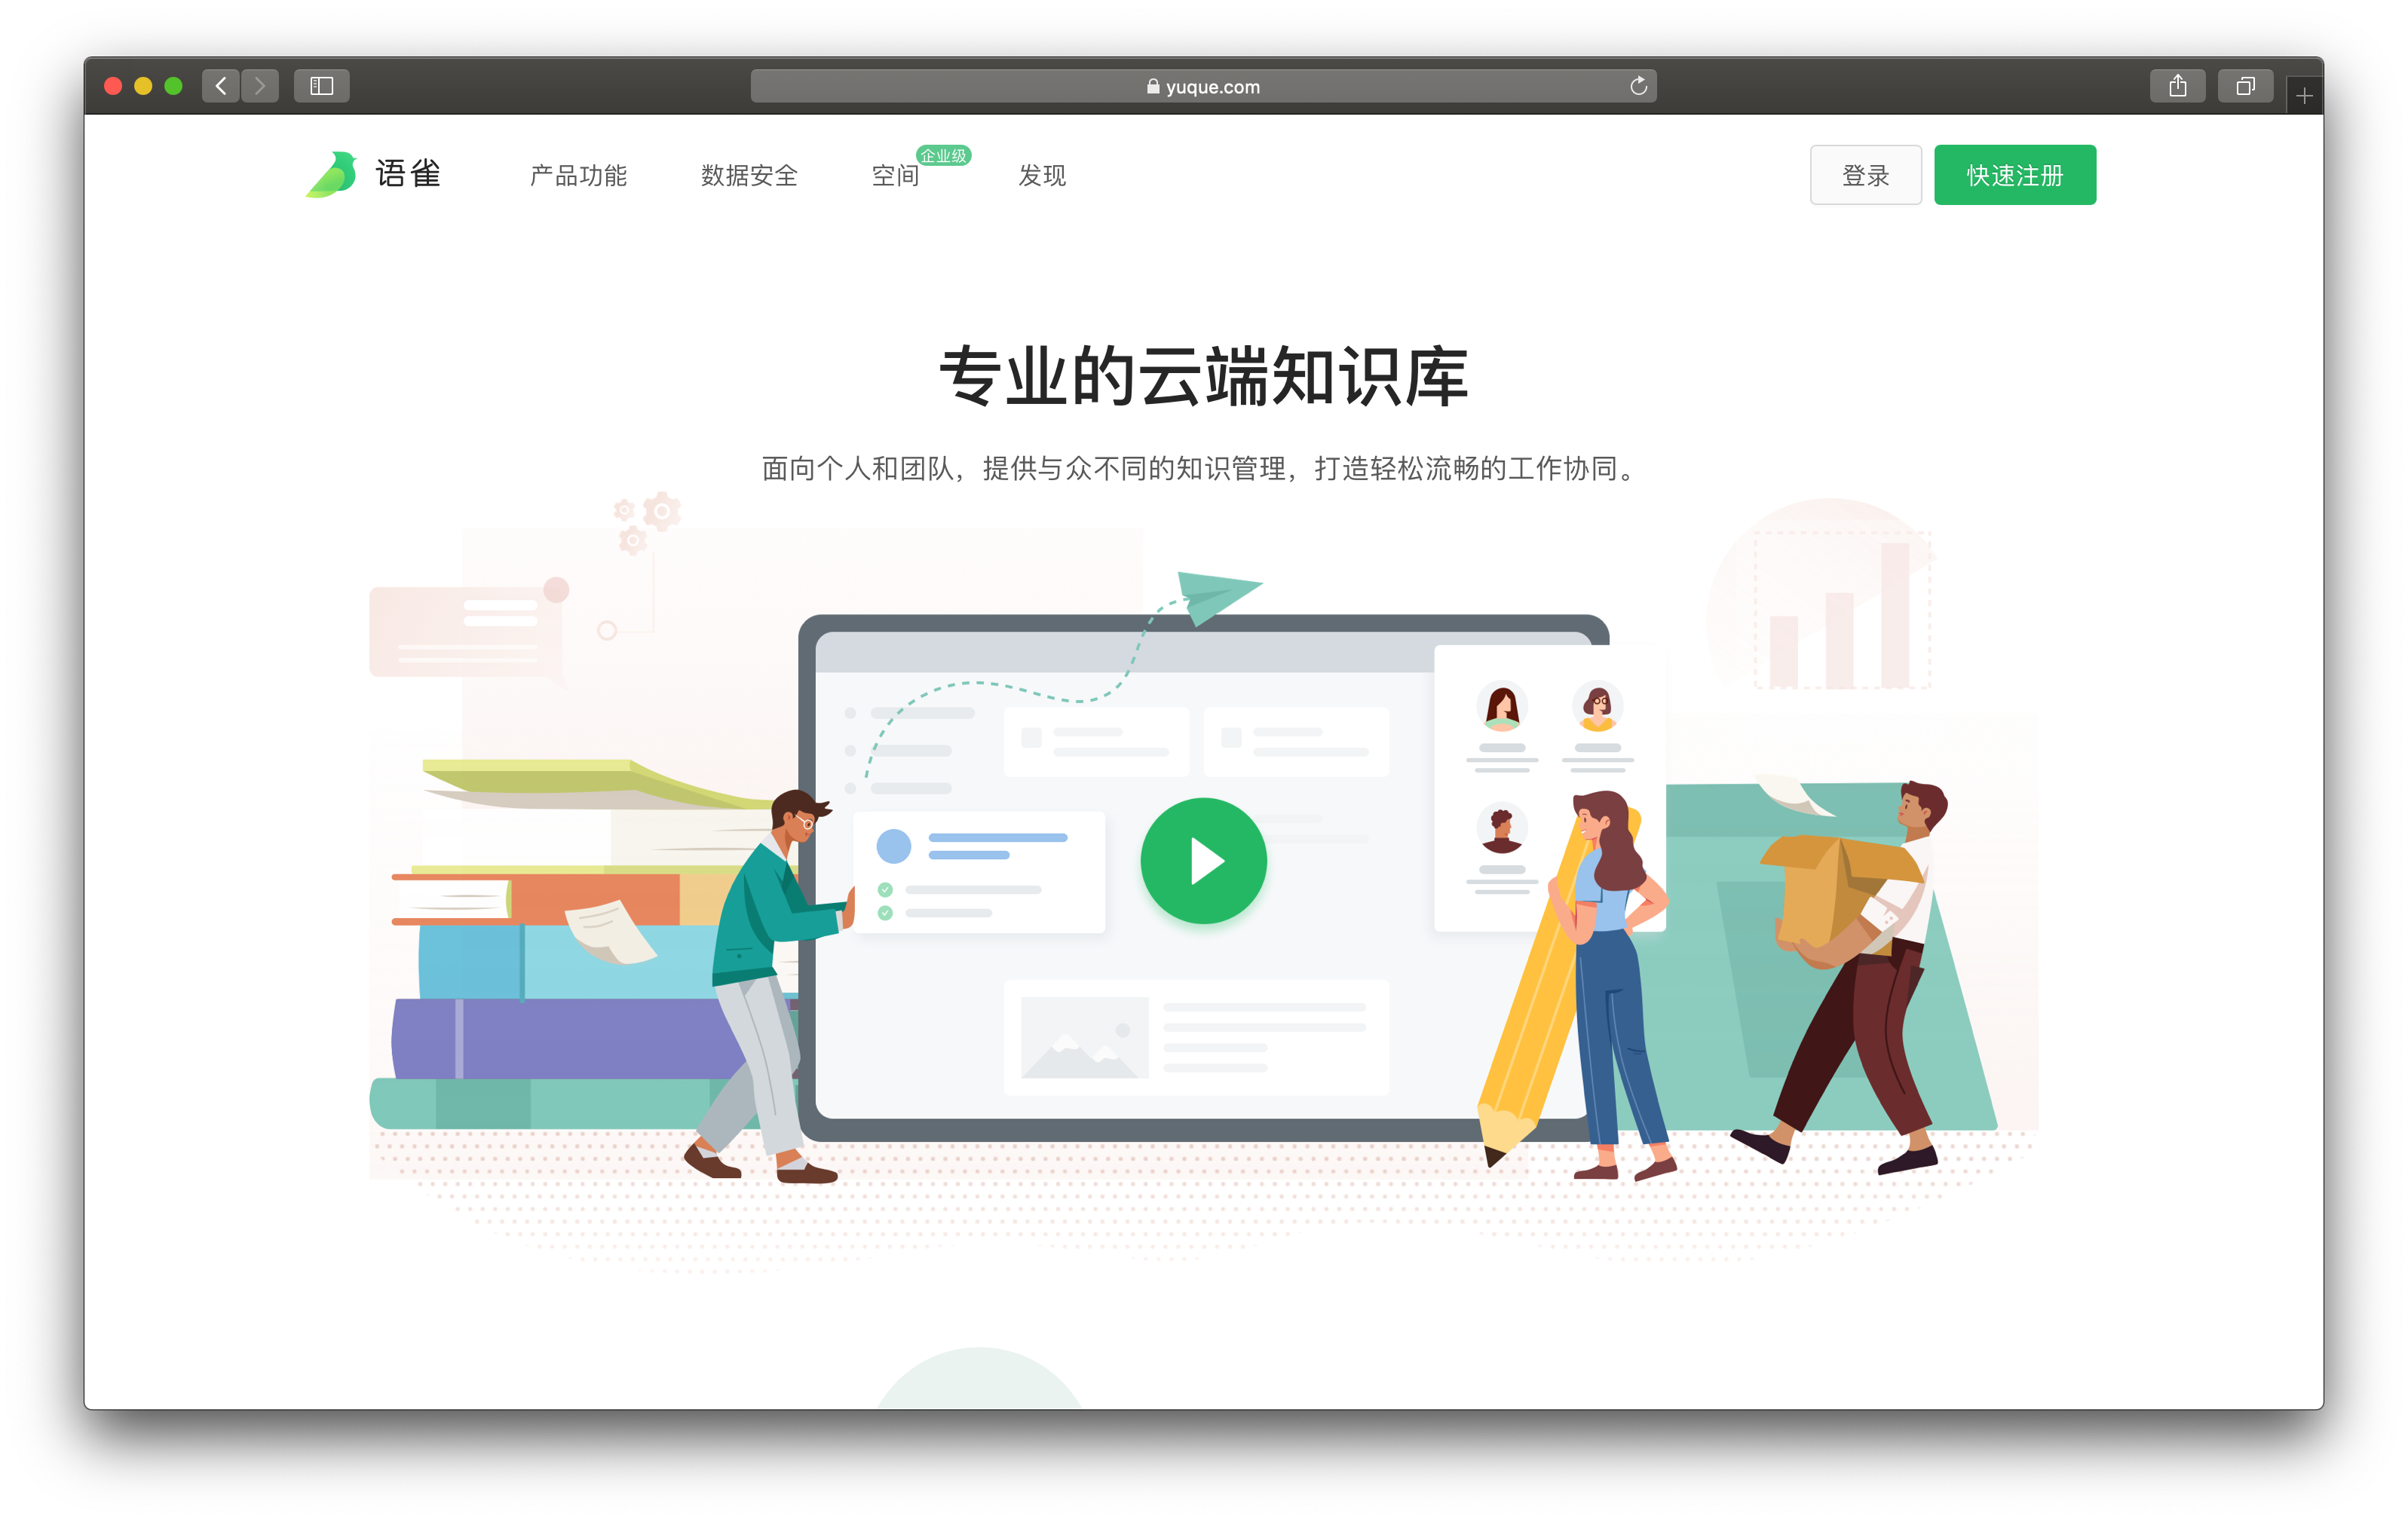 yuque.com
语雀
产品功能
数据安全
空间
企业级
发现
登录
快速注册
专业的云端知识库
面向个人和团队，提供与众不同的知识管理，打造轻松流畅的工作协同。